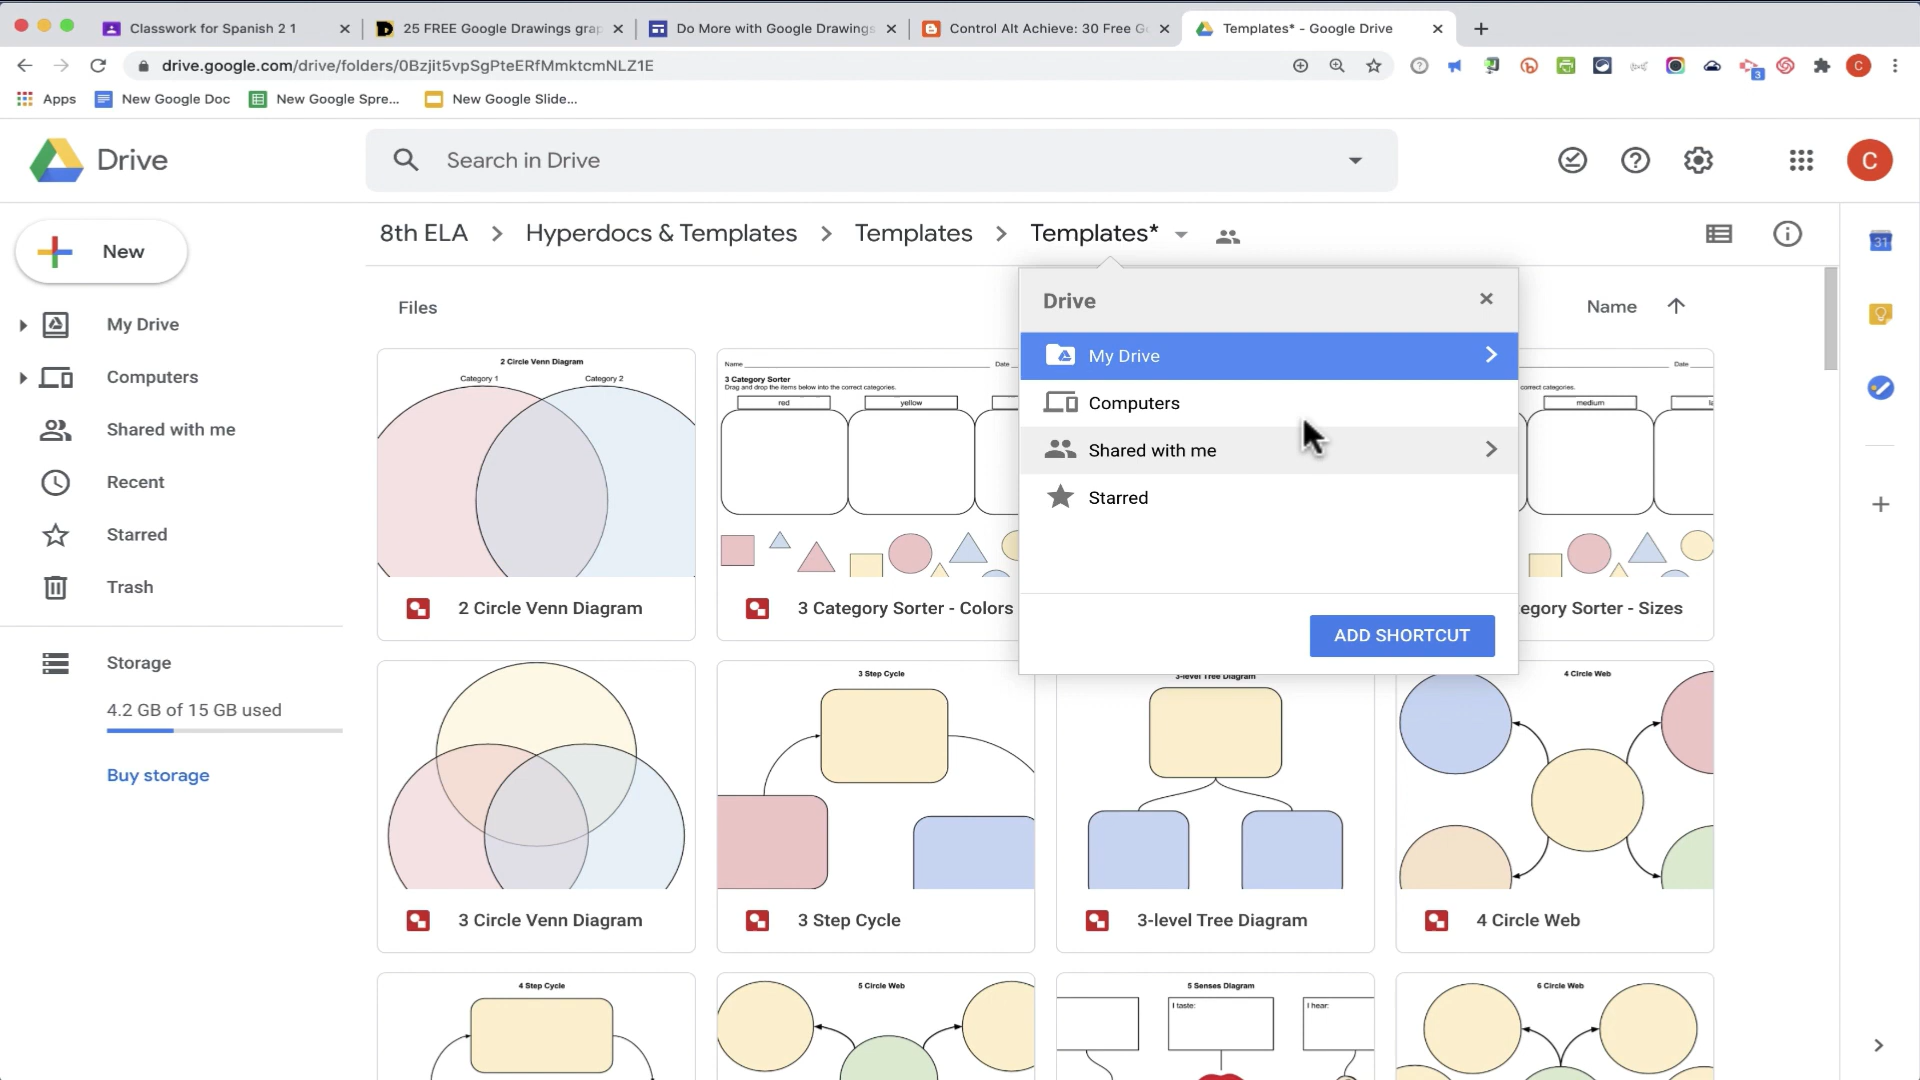 Classwork for Spanish 2 1
25 FREE Google Drawings grap
Do More with Google Drawings
Control Alt Achieve: 30 Free G
Templates* - Google Drive
drive.google.com/drive/folders/0Bzjit5vpSgPteERfMmktcmNLZ1E
3
C
Apps
New Google Doc
New Google Spre...
New Google Slide...
Drive
Search in Drive
C
New
8th ELA
Hyperdocs & Templates
Templates
Templates*
31
My Drive
Computers
Shared with me
Recent
Starred
Trash
Storage
4.2 GB of 15 GB used
Buy storage
Files
Name
Drive
My Drive
Computers
Shared with me
Starred
ADD SHORTCUT
2 Circle Venn Diagram
Category 1
Category 2
2 Circle Venn Diagram
Name
Date
3 Category Sorter
Drag and drop the items below into the correct categories.
red
yellow
3 Category Sorter - Colors
Date
correct categories.
medium
egory Sorter - Sizes
3 Circle Venn Diagram
3 Step Cycle
3 Step Cycle
3-level Tree Diagram
3-level Tree Diagram
4 Circle Web
4 Circle Web
4 Step Cycle
5 Circle Web
5 Senses Diagram
I taste:
I hear:
6 Circle Web